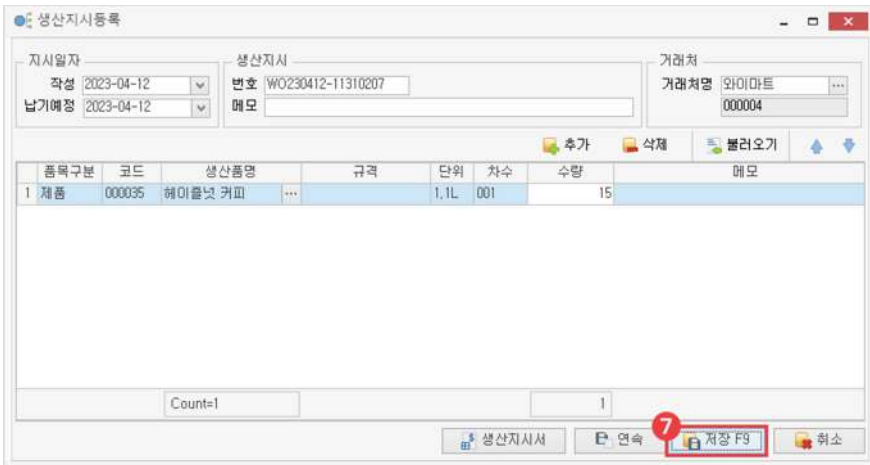 생산지시등록
지시일자
작성 2023-04-12
납기예정 2023-04-12
생산지시
번호 WO230412-11310207
메모
거래처
거래처명 와이마트 ...
000004
추가 삭제 불러오기
품목구분 코드 생산품명 규격 단위 차수 수량 메모
1 제품 000035 헤이즐넛 커피 ... 1.1L 001 15
Count=1 1
생산지시서 연속 7 저장 F9 취소